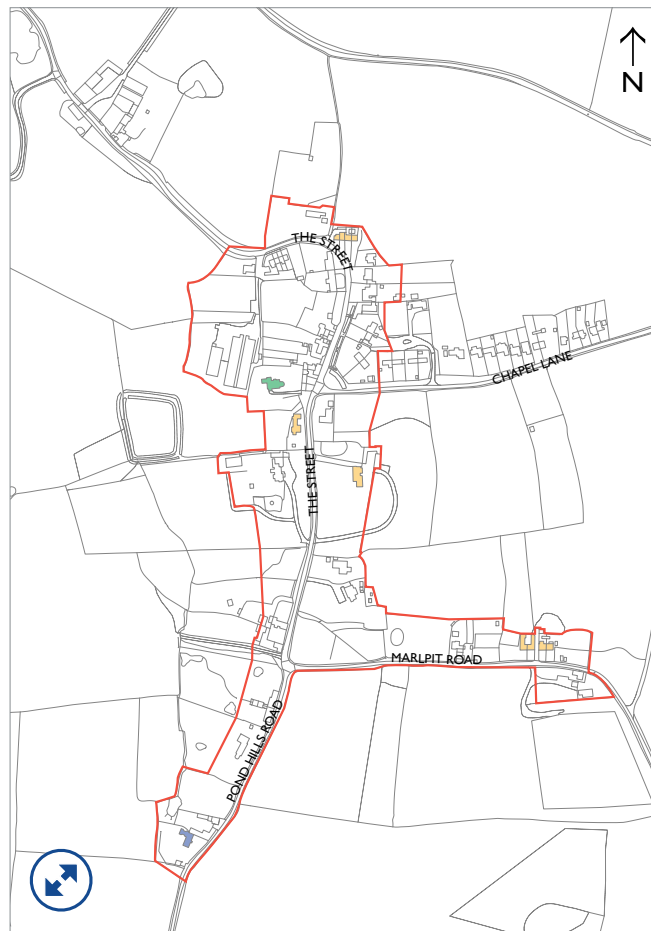 N
THE STREET
CHAPEL LANE
THE STREET
MARLPIT ROAD
POND HILLS ROAD